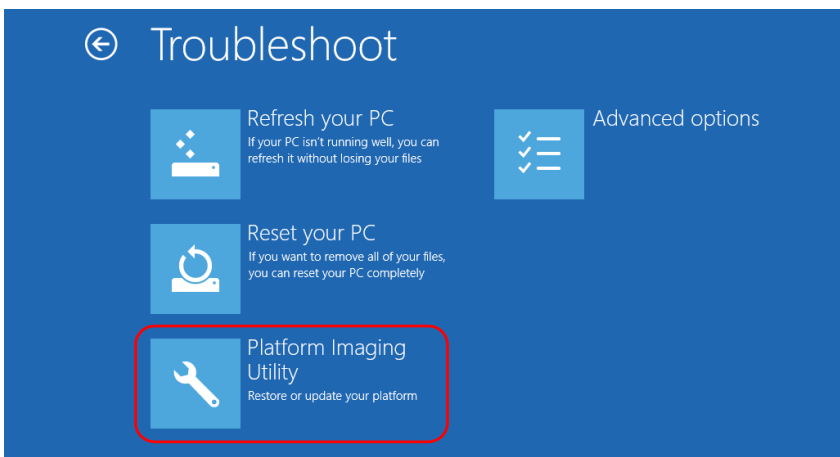 Troubleshoot
Refresh your PC
If your PC isn't running well, you can
refresh it without losing your files
Advanced options
Reset your PC
If you want to remove all of your files,
you can reset your PC completely
Platform Imaging
Utility
Restore or update your platform